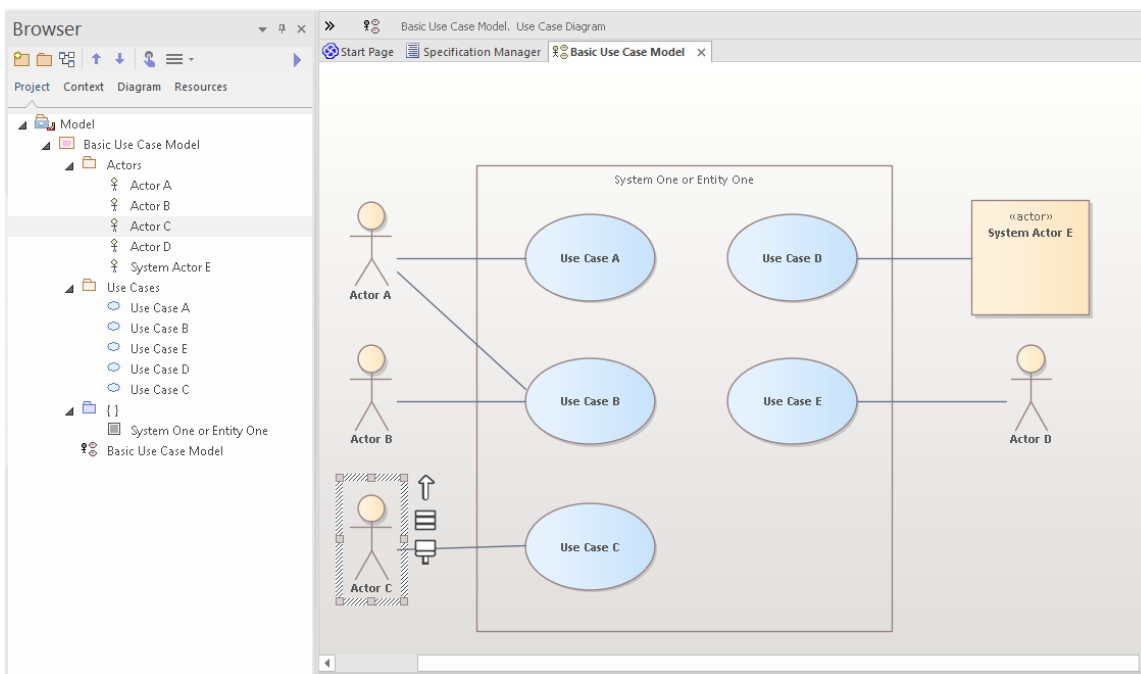 Browser
Project Context Diagram Resources
Model
Basic Use Case Model
Actors
Actor A
Actor B
Actor C
Actor D
System Actor E
Use Cases
Use Case A
Use Case B
Use Case E
Use Case D
Use Case C
{ }
System One or Entity One
Basic Use Case Model
Basic Use Case Model. Use Case Diagram
Start Page Specification Manager Basic Use Case Model
System One or Entity One
Actor A
Use Case A
Use Case D
«actor»
System Actor E
Actor B
Use Case B
Use Case E
Actor D
Actor C
Use Case C